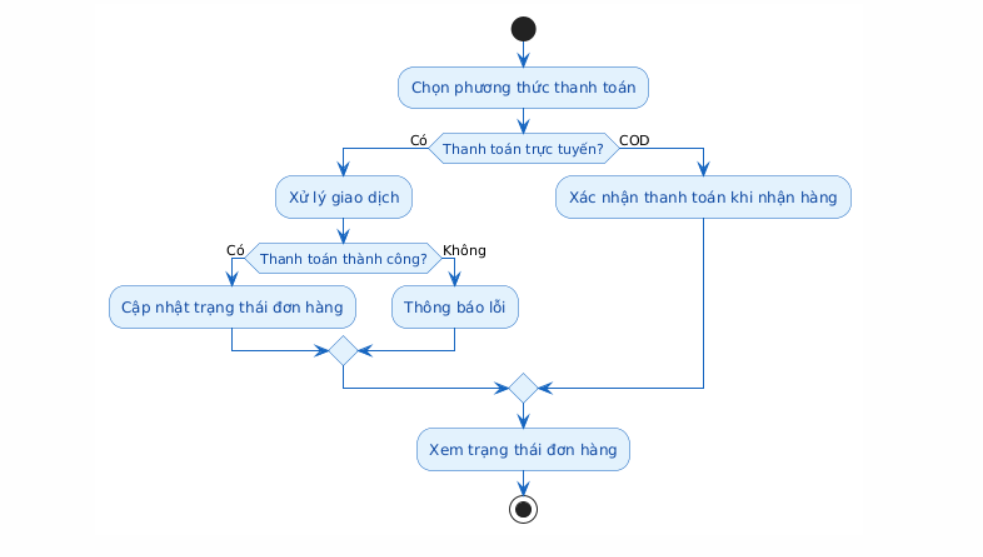 Chọn phương thức thanh toán
Có
Thanh toán trực tuyến?
COD
Xử lý giao dịch
Xác nhận thanh toán khi nhận hàng
Có
Thanh toán thành công?
Không
Cập nhật trạng thái đơn hàng
Thông báo lỗi
Xem trạng thái đơn hàng